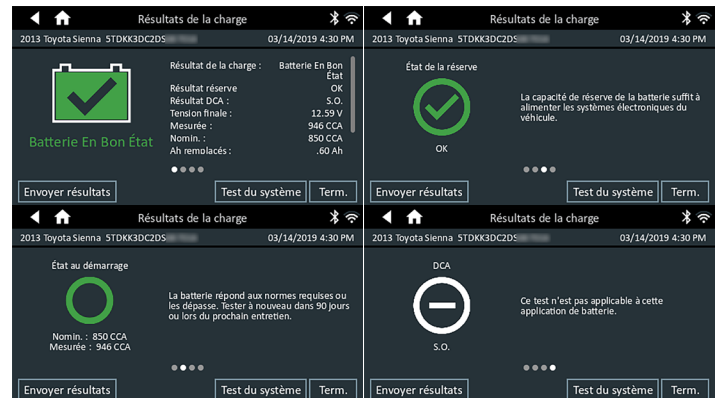 Résultats de la charge
2013 Toyota Sienna 5TDKK3DC2DS
03/14/2019 4:30 PM
Résultat de la charge : Batterie En Bon
État
Résultat réserve OK
Résultat DCA : S.O.
Tension finale : 12.59 V
Mesurée : 946 CCA
Nomin. : 850 CCA
Ah remplacés : .60 Ah
Batterie En Bon État
Envoyer résultats
Test du système
Term.
Résultats de la charge
2013 Toyota Sienna 5TDKK3DC2DS
03/14/2019 4:30 PM
État de la réserve
OK
La capacité de réserve de la batterie suffit à
alimenter les systèmes électroniques du
véhicule.
Envoyer résultats
Test du système
Term.
Résultats de la charge
2013 Toyota Sienna 5TDKK3DC2DS
03/14/2019 4:30 PM
État au démarrage
Nomin. : 850 CCA
Mesurée : 946 CCA
La batterie répond aux normes requises ou
les dépasse. Tester à nouveau dans 90 jours
ou lors du prochain entretien.
Envoyer résultats
Test du système
Term.
Résultats de la charge
2013 Toyota Sienna 5TDKK3DC2DS
03/14/2019 4:30 PM
DCA
S.O.
Ce test n'est pas applicable à cette
application de batterie.
Envoyer résultats
Test du système
Term.